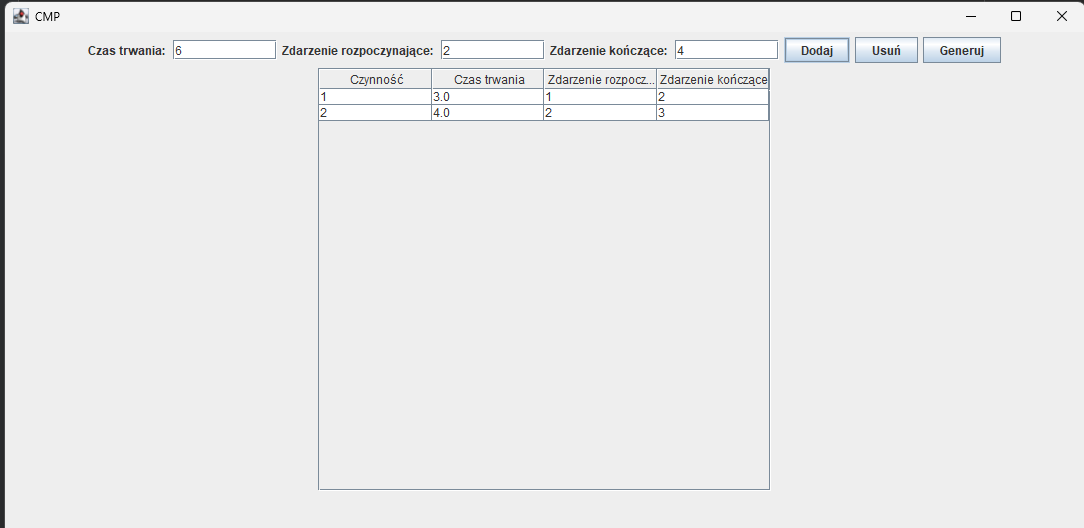 CMP
Czas trwania: 6 Zdarzenie rozpoczynające: 2 Zdarzenie kończące: 4 Dodaj Usuń Generuj
Czynność Czas trwania Zdarzenie rozpocz... Zdarzenie kończące
1 3.0 1 2
2 4.0 2 3